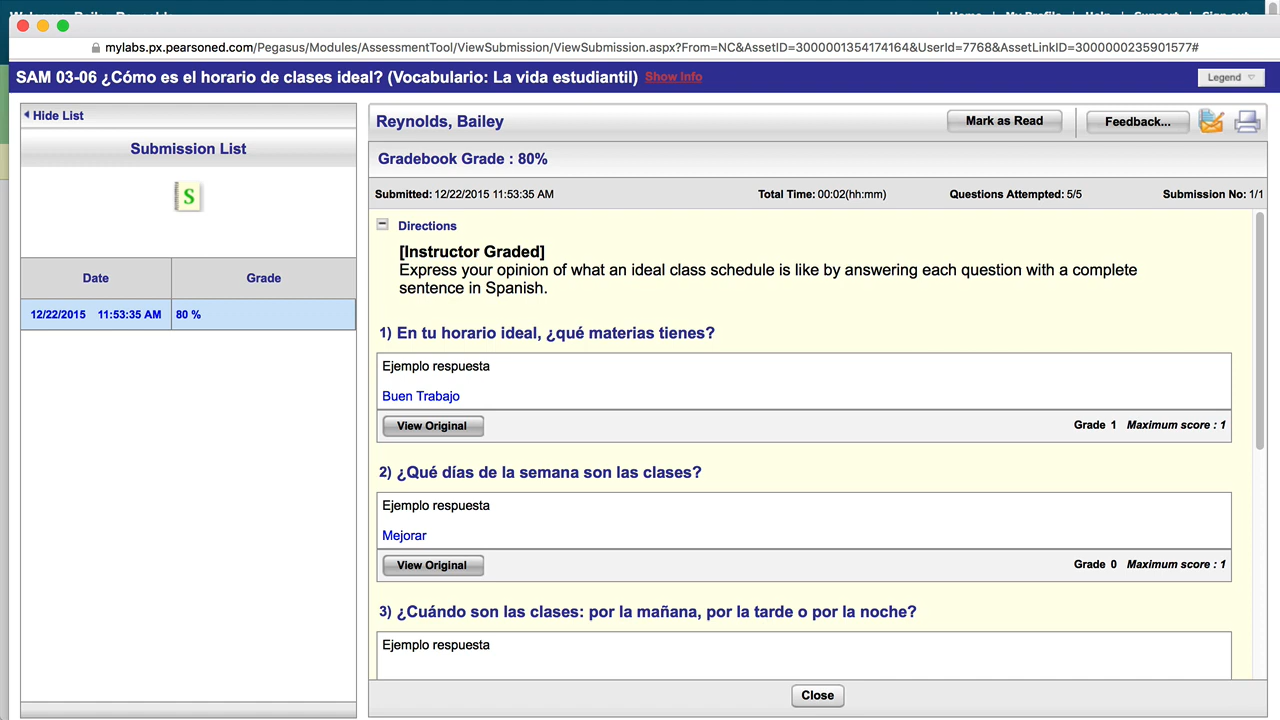 mylabs.px.pearsoned.com/Pegasus/Modules/AssessmentTool/ViewSubmission/ViewSubmission.aspx?From=NC&AssetID=3000001354174164&UserId=7768&AssetLinkID=3000000235901577#
SAM 03-06 ¿Cómo es el horario de clases ideal? (Vocabulario: La vida estudiantil) Show Info Legend
Hide List
Submission List
S
Date Grade
12/22/2015 11:53:35 AM 80 %
Reynolds, Bailey Mark as Read Feedback...
Gradebook Grade : 80%
Submitted: 12/22/2015 11:53:35 AM Total Time: 00:02(hh:mm) Questions Attempted: 5/5 Submission No: 1/1
Directions
[Instructor Graded]
Express your opinion of what an ideal class schedule is like by answering each question with a complete
sentence in Spanish.
1) En tu horario ideal, ¿qué materias tienes?
Ejemplo respuesta
Buen Trabajo
View Original Grade 1 Maximum score : 1
2) ¿Qué días de la semana son las clases?
Ejemplo respuesta
Mejorar
View Original Grade 0 Maximum score : 1
3) ¿Cuándo son las clases: por la mañana, por la tarde o por la noche?
Ejemplo respuesta
Close